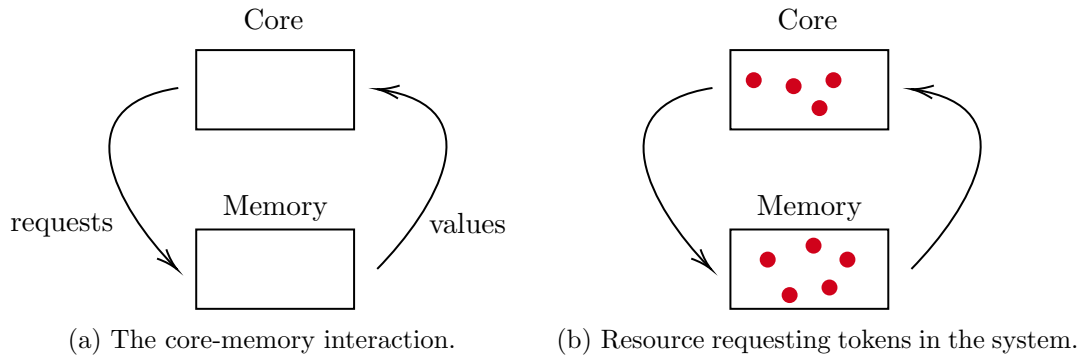 Core
Memory
requests
values
(a) The core-memory interaction.
Core
Memory
(b) Resource requesting tokens in the system.